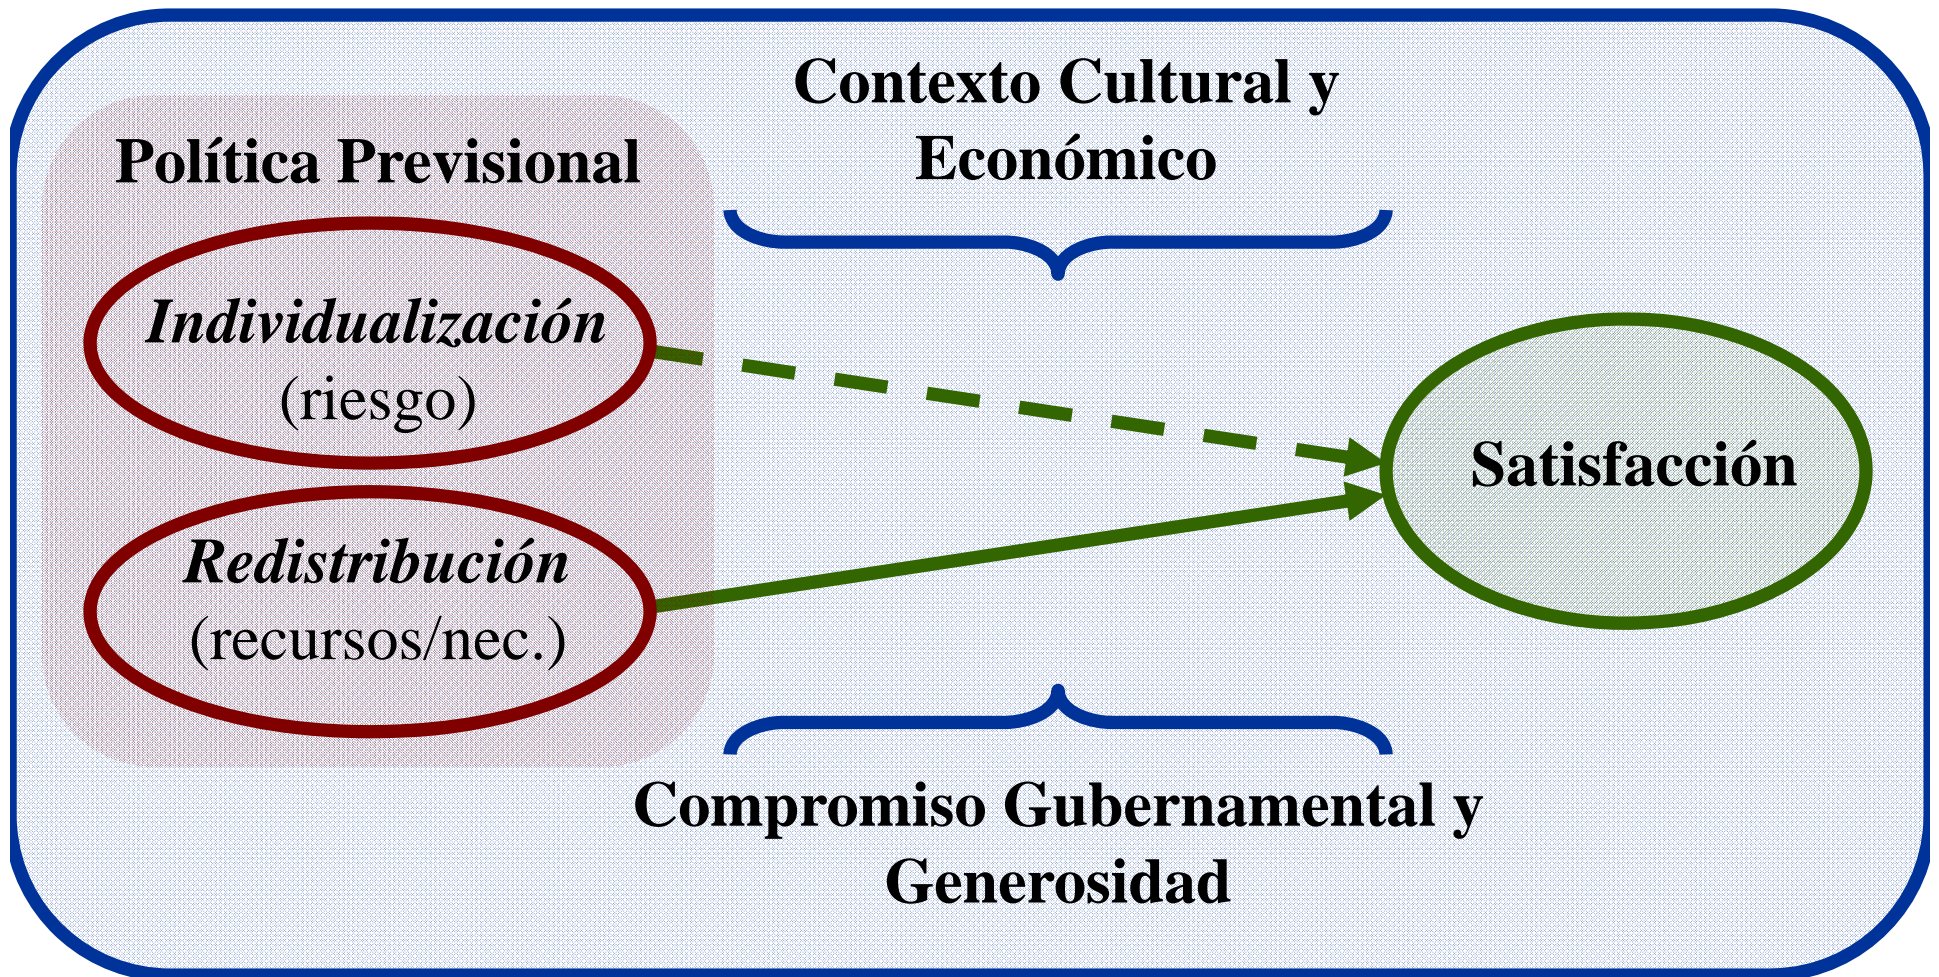 Contexto Cultural y
Económico
Política Previsional
Individualización
(riesgo)
Satisfacción
Redistribución
(recursos/nec.)
Compromiso Gubernamental y
Generosidad